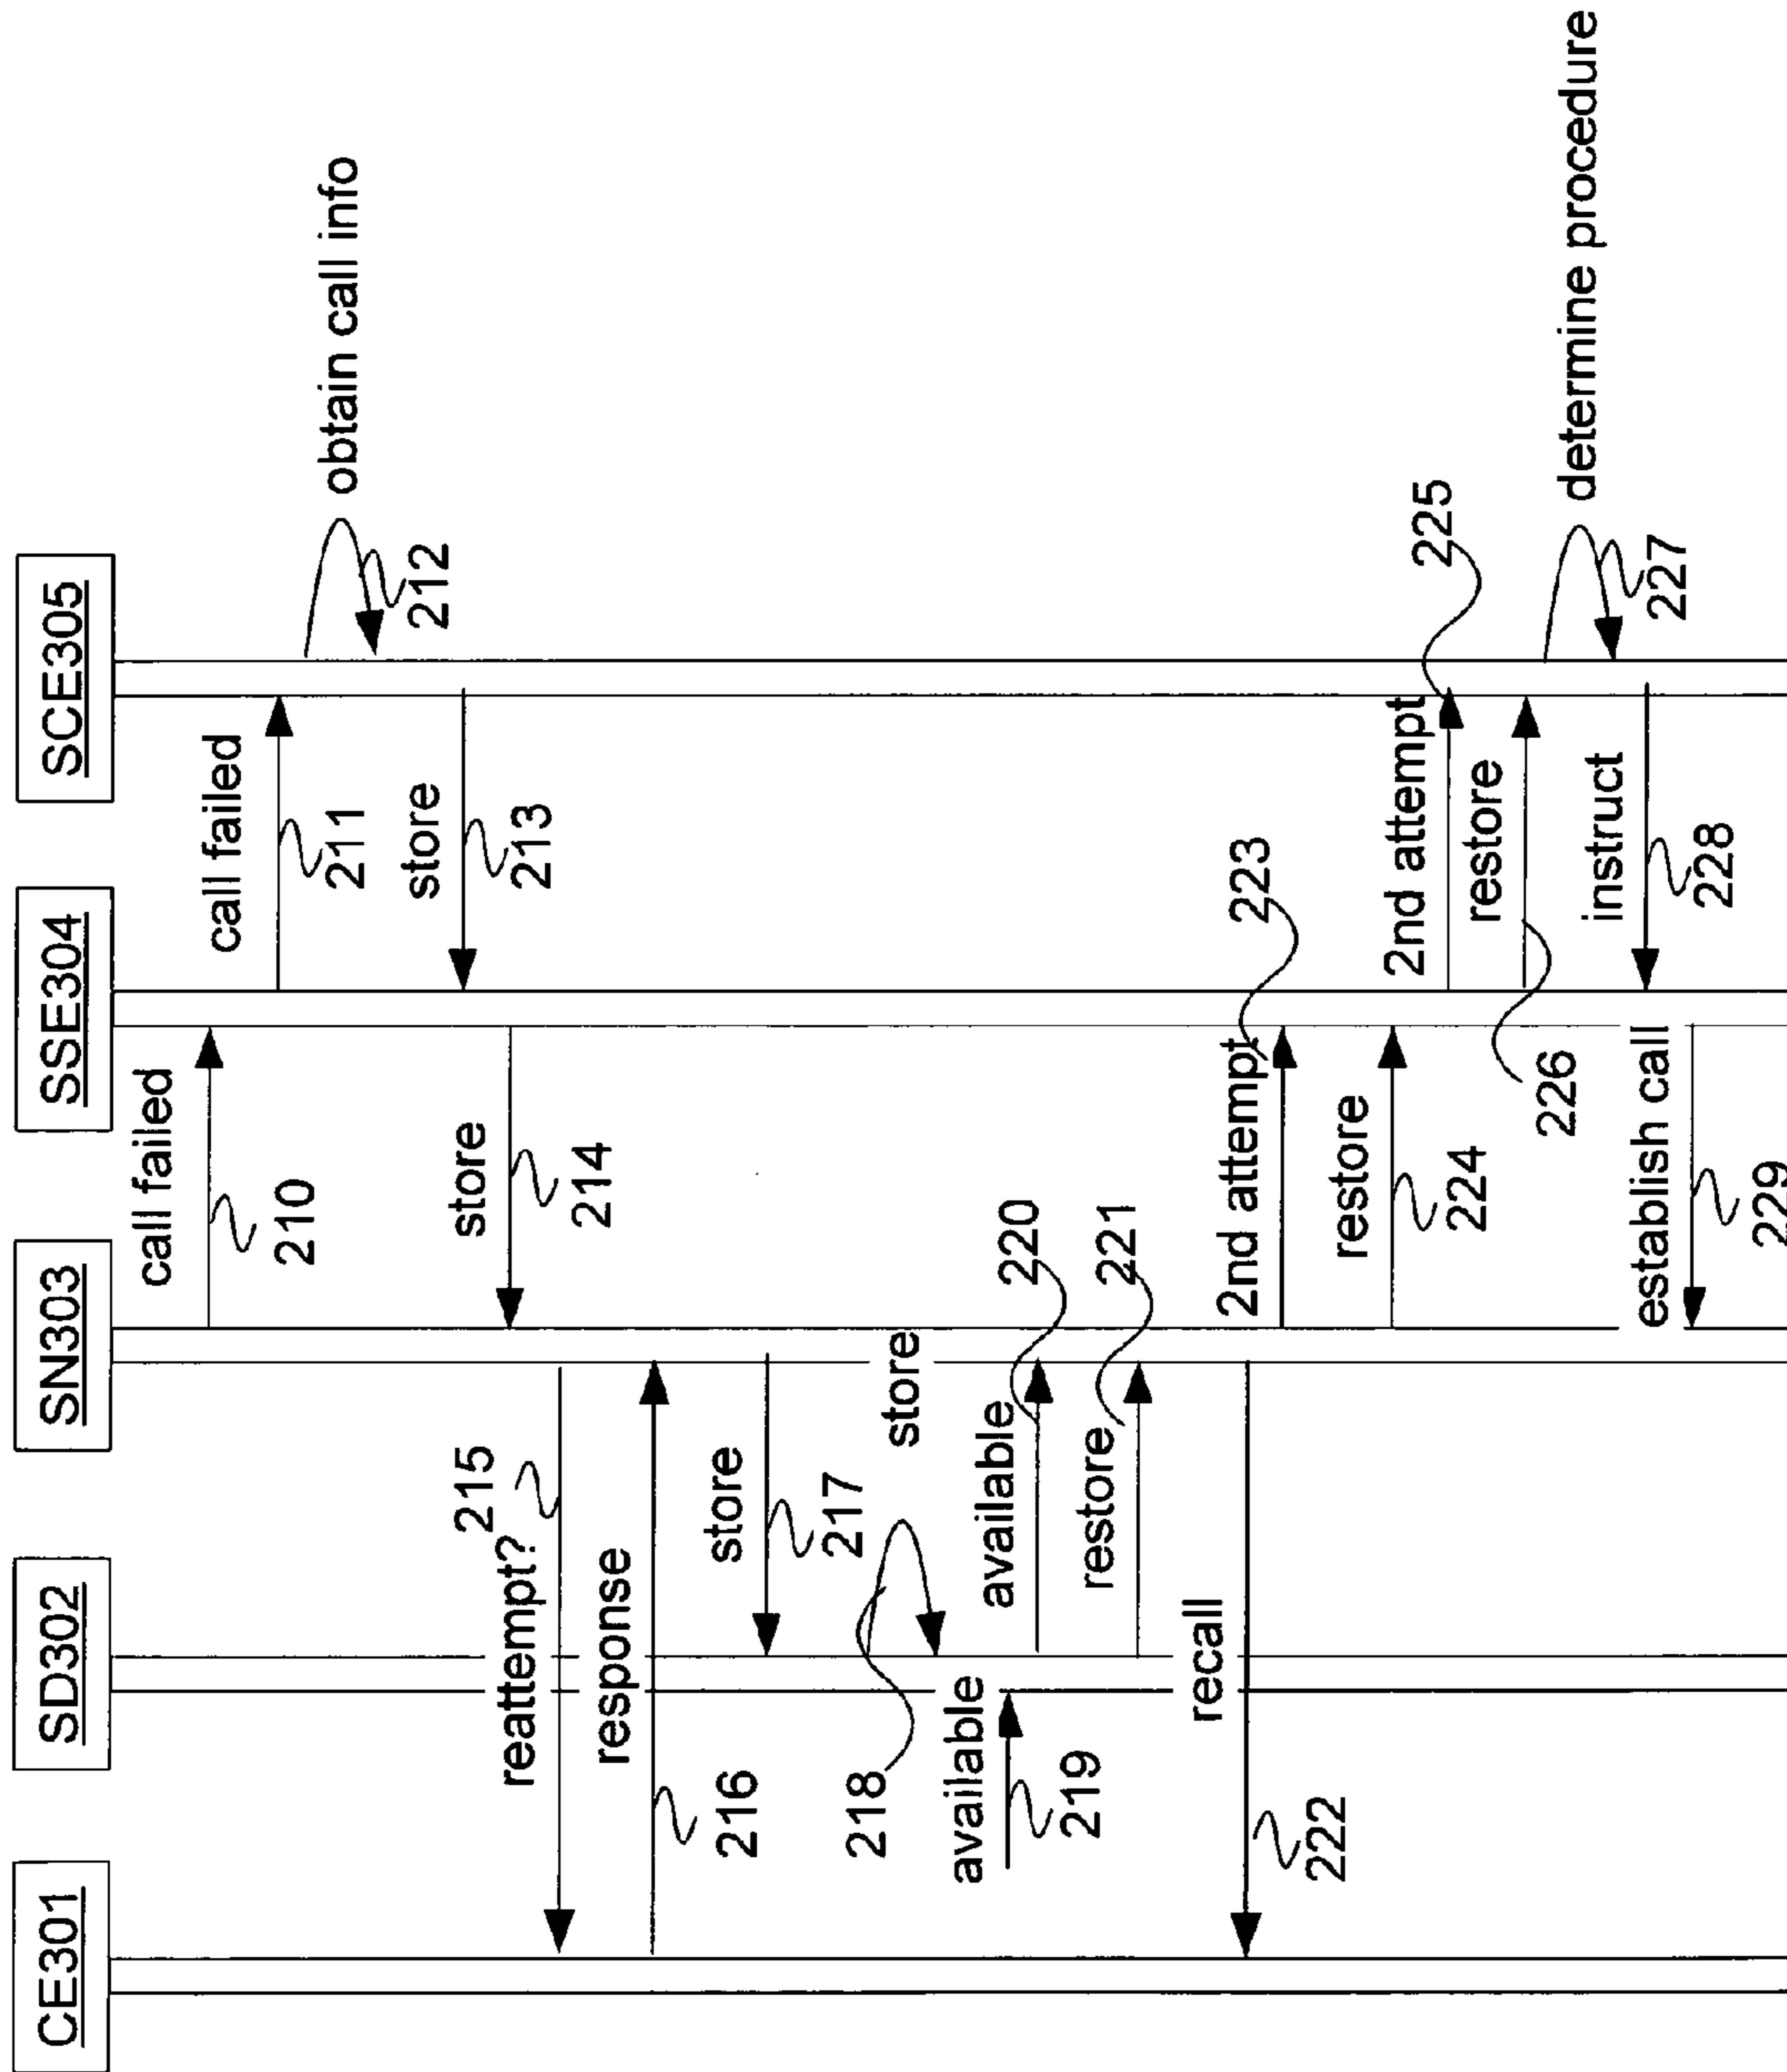 CE301
SD302
SN303
SSE304
SCE305
call failed
210
call failed
211
obtain call info
212
store
213
store
214
reattempt?
215
response
216
store
217
store
218
available
219
available
220
restore
221
recall
222
2nd attempt
223
restore
224
2nd attempt
225
restore
226
determine procedure
227
instruct
228
establish call
229